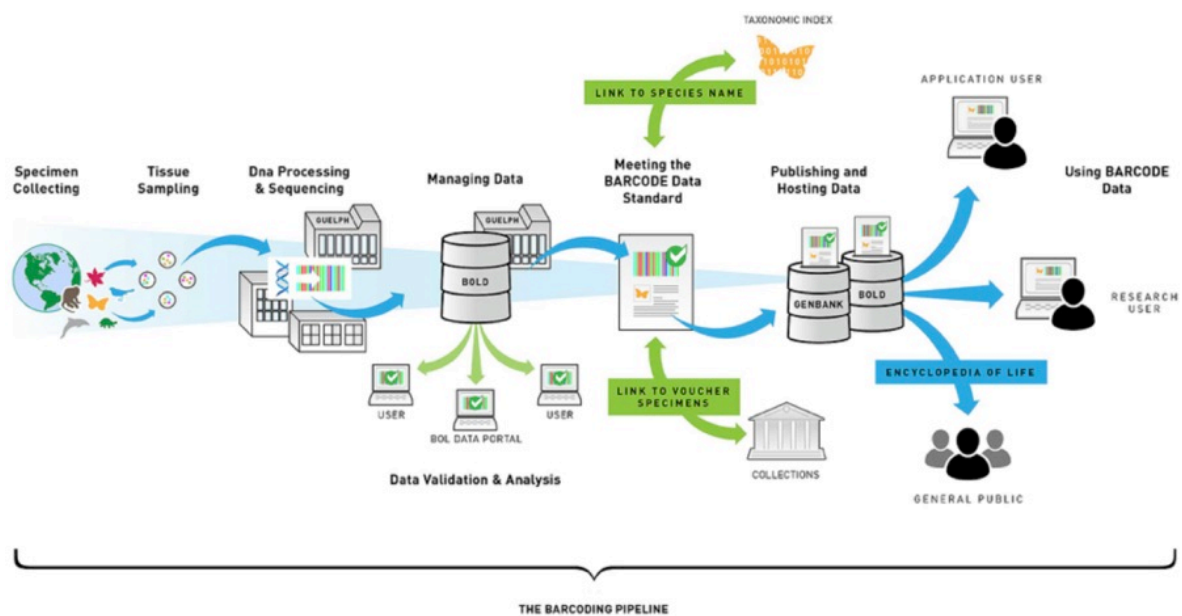 TAXONOMIC INDEX
LINK TO SPECIES NAME
APPLICATION USER
Specimen
Collecting
Tissue
Sampling
Dna Processing
& Sequencing
Managing Data
Meeting the
BARCODE Data
Standard
Publishing and
Hosting Data
Using BARCODE
Data
GUELPH
GUELPH
BOLD
GENBANK
BOLD
RESEARCH
USER
USER
BOL DATA PORTAL
USER
LINK TO VOUCHER
SPECIMENS
ENCYCLOPEDIA OF LIFE
COLLECTIONS
Data Validation & Analysis
GENERAL PUBLIC
THE BARCODING PIPELINE